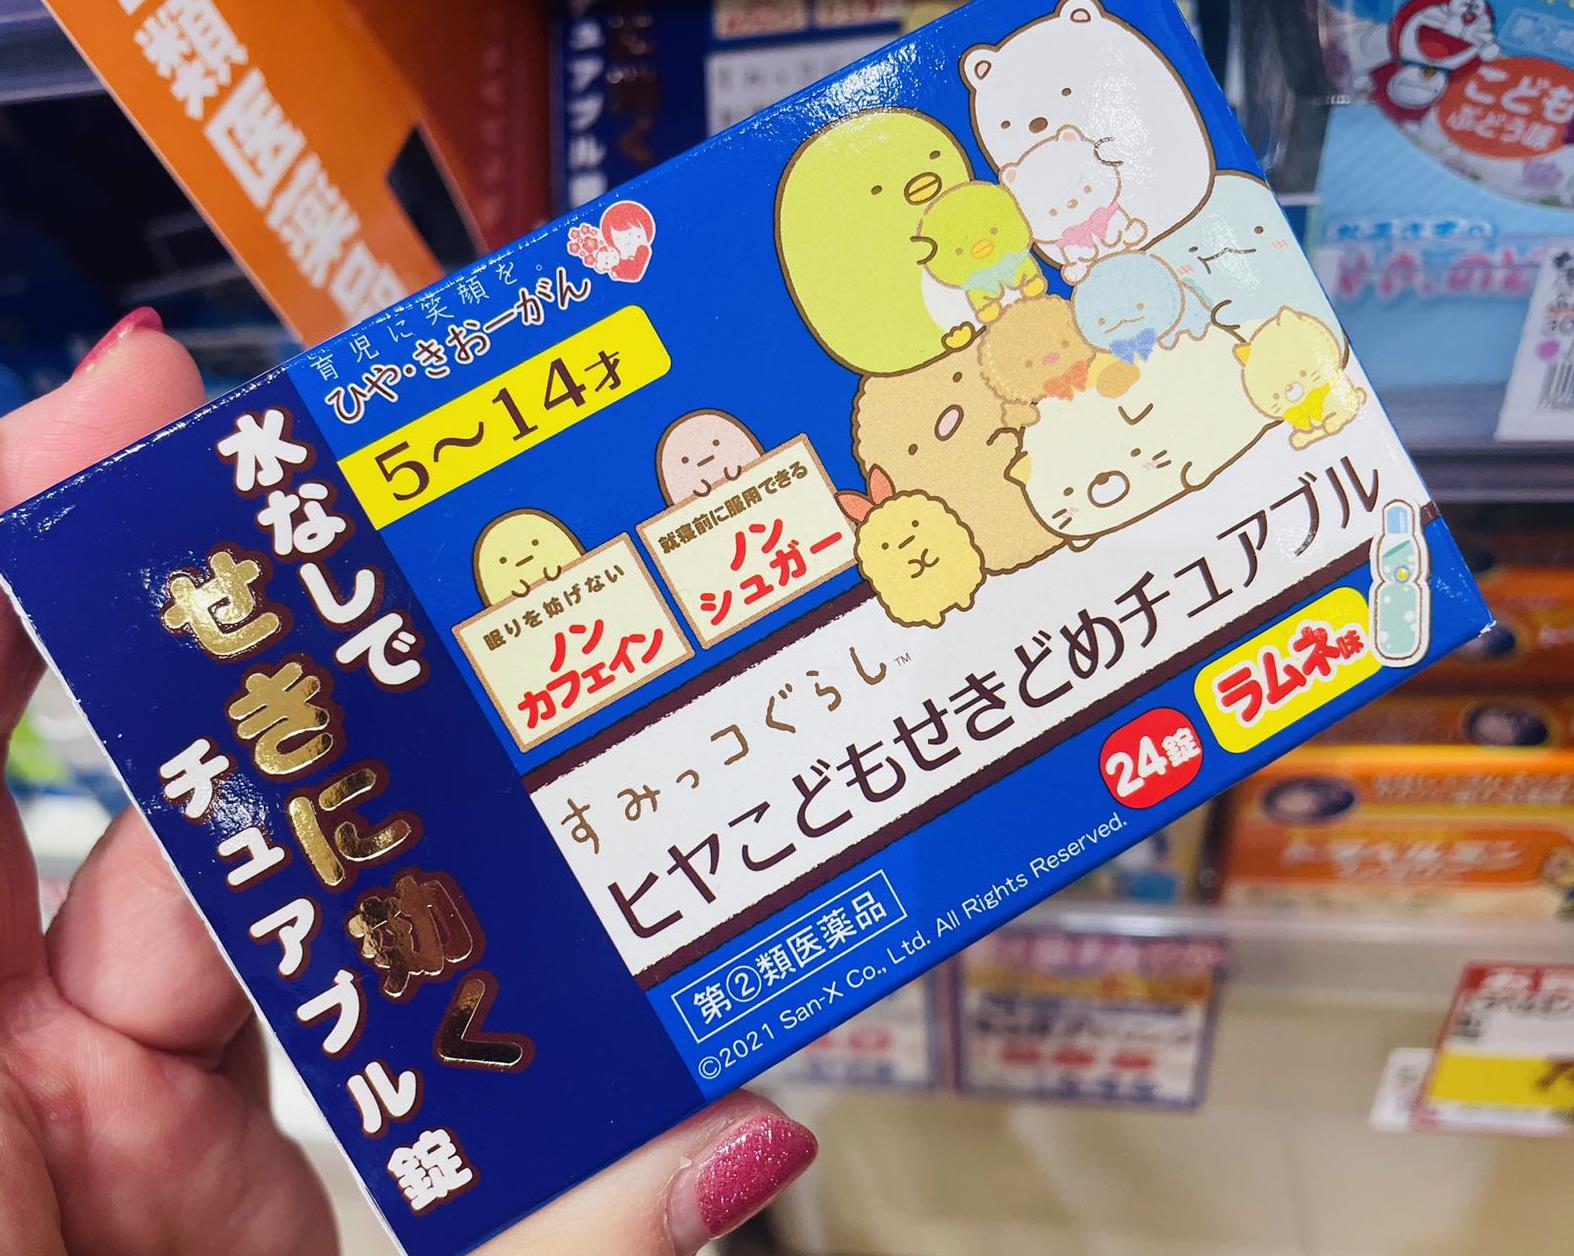 育児に笑顔を。
ひや・きおーがん
5～14才
水なしで
せきに効く
チュアブル錠
眠りを妨げない
ノン
カフェイン
就寝前に服用できる
ノン
シュガー
すみっコぐらし™
ヒヤこどもせきどめチュアブル
24錠
ラムネ味
第②類医薬品
©2021 San-X Co., Ltd. All Rights Reserved.
類医薬品
こども
ぶどう味